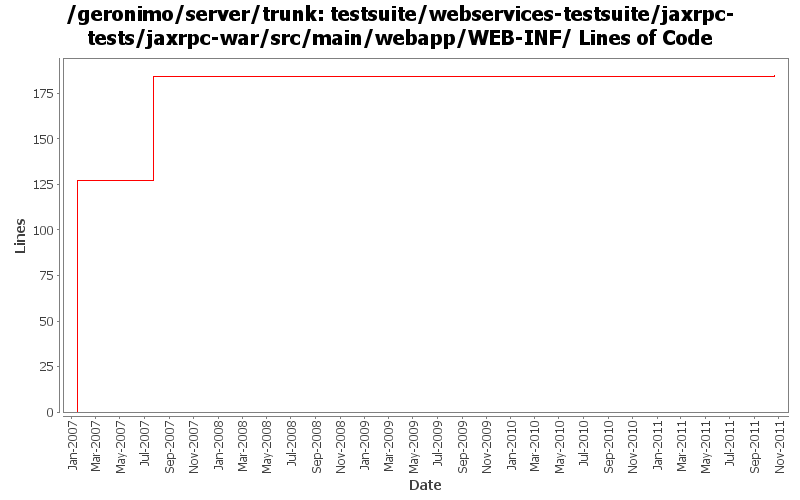 /geronimo/server/trunk: testsuite/webservices-testsuite/jaxrpc-
tests/jaxrpc-war/src/main/webapp/WEB-INF/ Lines of Code
Lines
175
150
125
100
75
50
25
0
Jan-2007
Mar-2007
May-2007
Jul-2007
Sep-2007
Nov-2007
Jan-2008
Mar-2008
May-2008
Jul-2008
Sep-2008
Nov-2008
Jan-2009
Mar-2009
May-2009
Jul-2009
Sep-2009
Nov-2009
Jan-2010
Mar-2010
May-2010
Jul-2010
Sep-2010
Nov-2010
Jan-2011
Mar-2011
May-2011
Jul-2011
Sep-2011
Nov-2011
Date